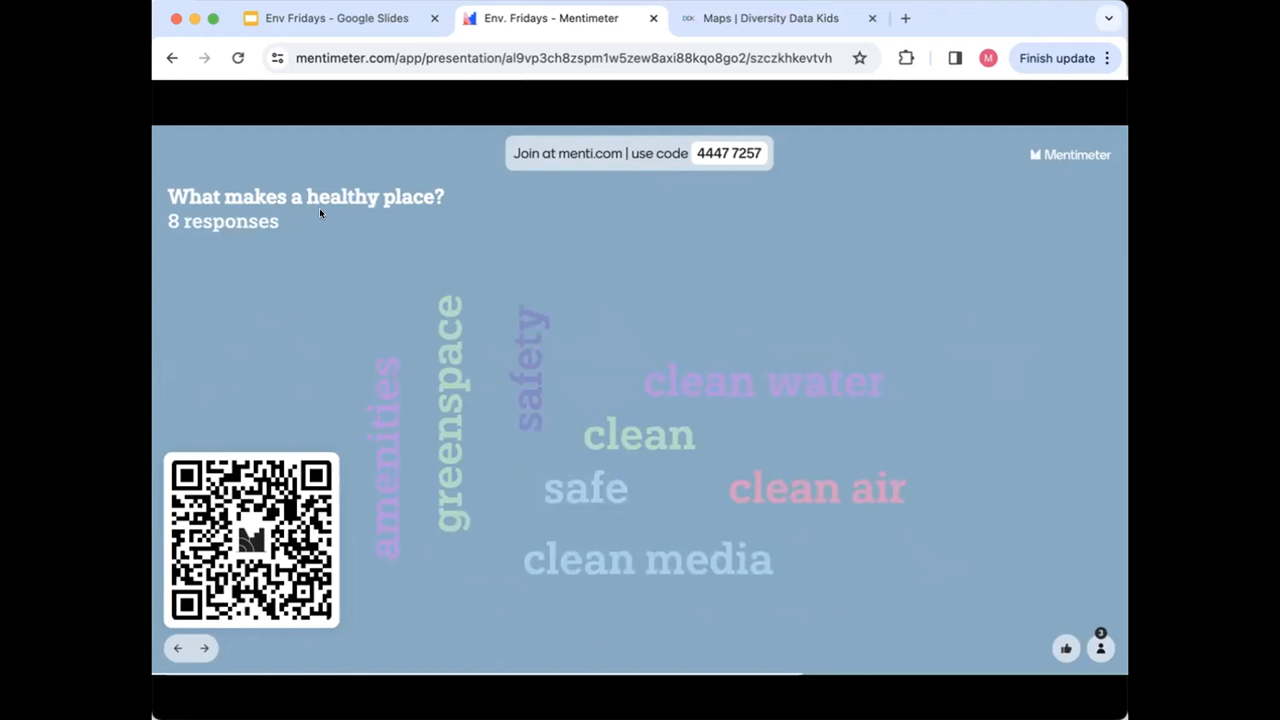 Env Fridays - Google Slides
Env. Fridays - Mentimeter
Maps | Diversity Data Kids
mentimeter.com/app/presentation/al9vp3ch8zspm1w5zew8axi88kqo8go2/szczkhkevtvh
M
Finish update
Join at menti.com | use code 4447 7257
Mentimeter
What makes a healthy place?
8 responses
amenities
greenspace
safety
clean water
clean
safe
clean air
clean media
3